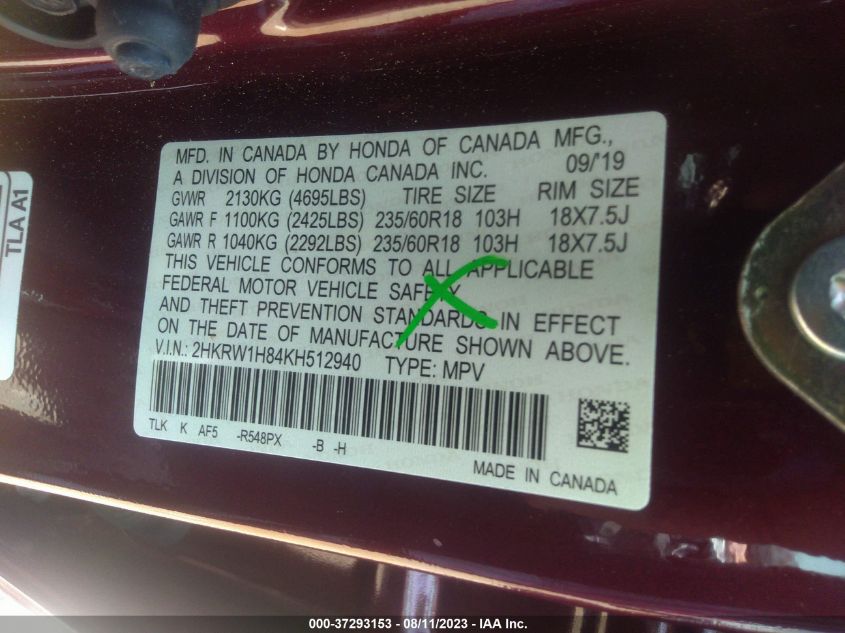 MFD. IN CANADA BY HONDA OF CANADA MFG.,
A DIVISION OF HONDA CANADA INC. 09/'19
GVWR 2130KG (4695LBS) TIRE SIZE RIM SIZE
GAWR F 1100KG (2425LBS) 235/60R18 103H 18X7.5J
GAWR R 1040KG (2292LBS) 235/60R18 103H 18X7.5J
THIS VEHICLE CONFORMS TO ALL APPLICABLE
FEDERAL MOTOR VEHICLE SAFETY
AND THEFT PREVENTION STANDARDS IN EFFECT
ON THE DATE OF MANUFACTURE SHOWN ABOVE.
V.I.N.: 2HKRW1H84KH512940 TYPE: MPV
TLK K AF5 -R548PX -B -H
MADE IN CANADA
TLA A1
000-37293153 - 08/11/2023 - IAA Inc.